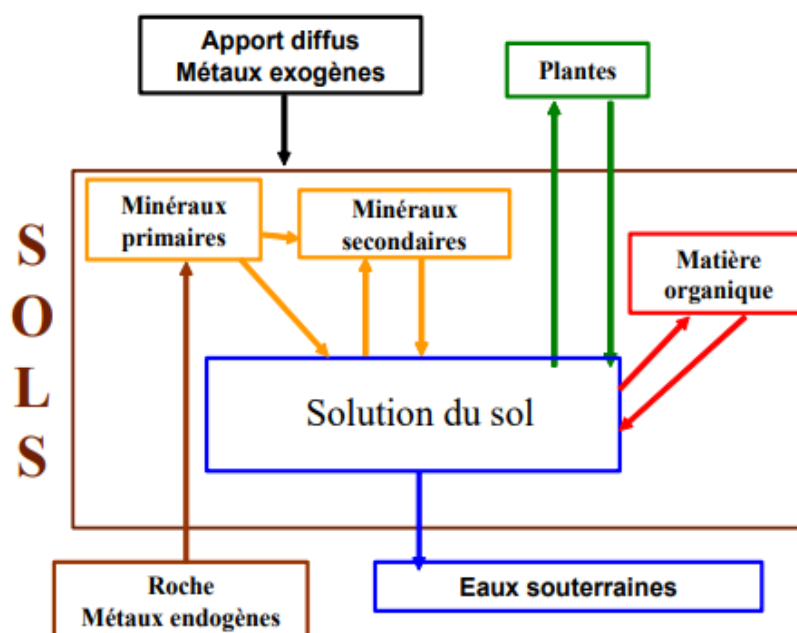 Apport diffus
Métaux exogènes
Plantes
SOLS
Minéraux
primaires
Minéraux
secondaires
Matière
organique
Solution du sol
Roche
Métaux endogènes
Eaux souterraines